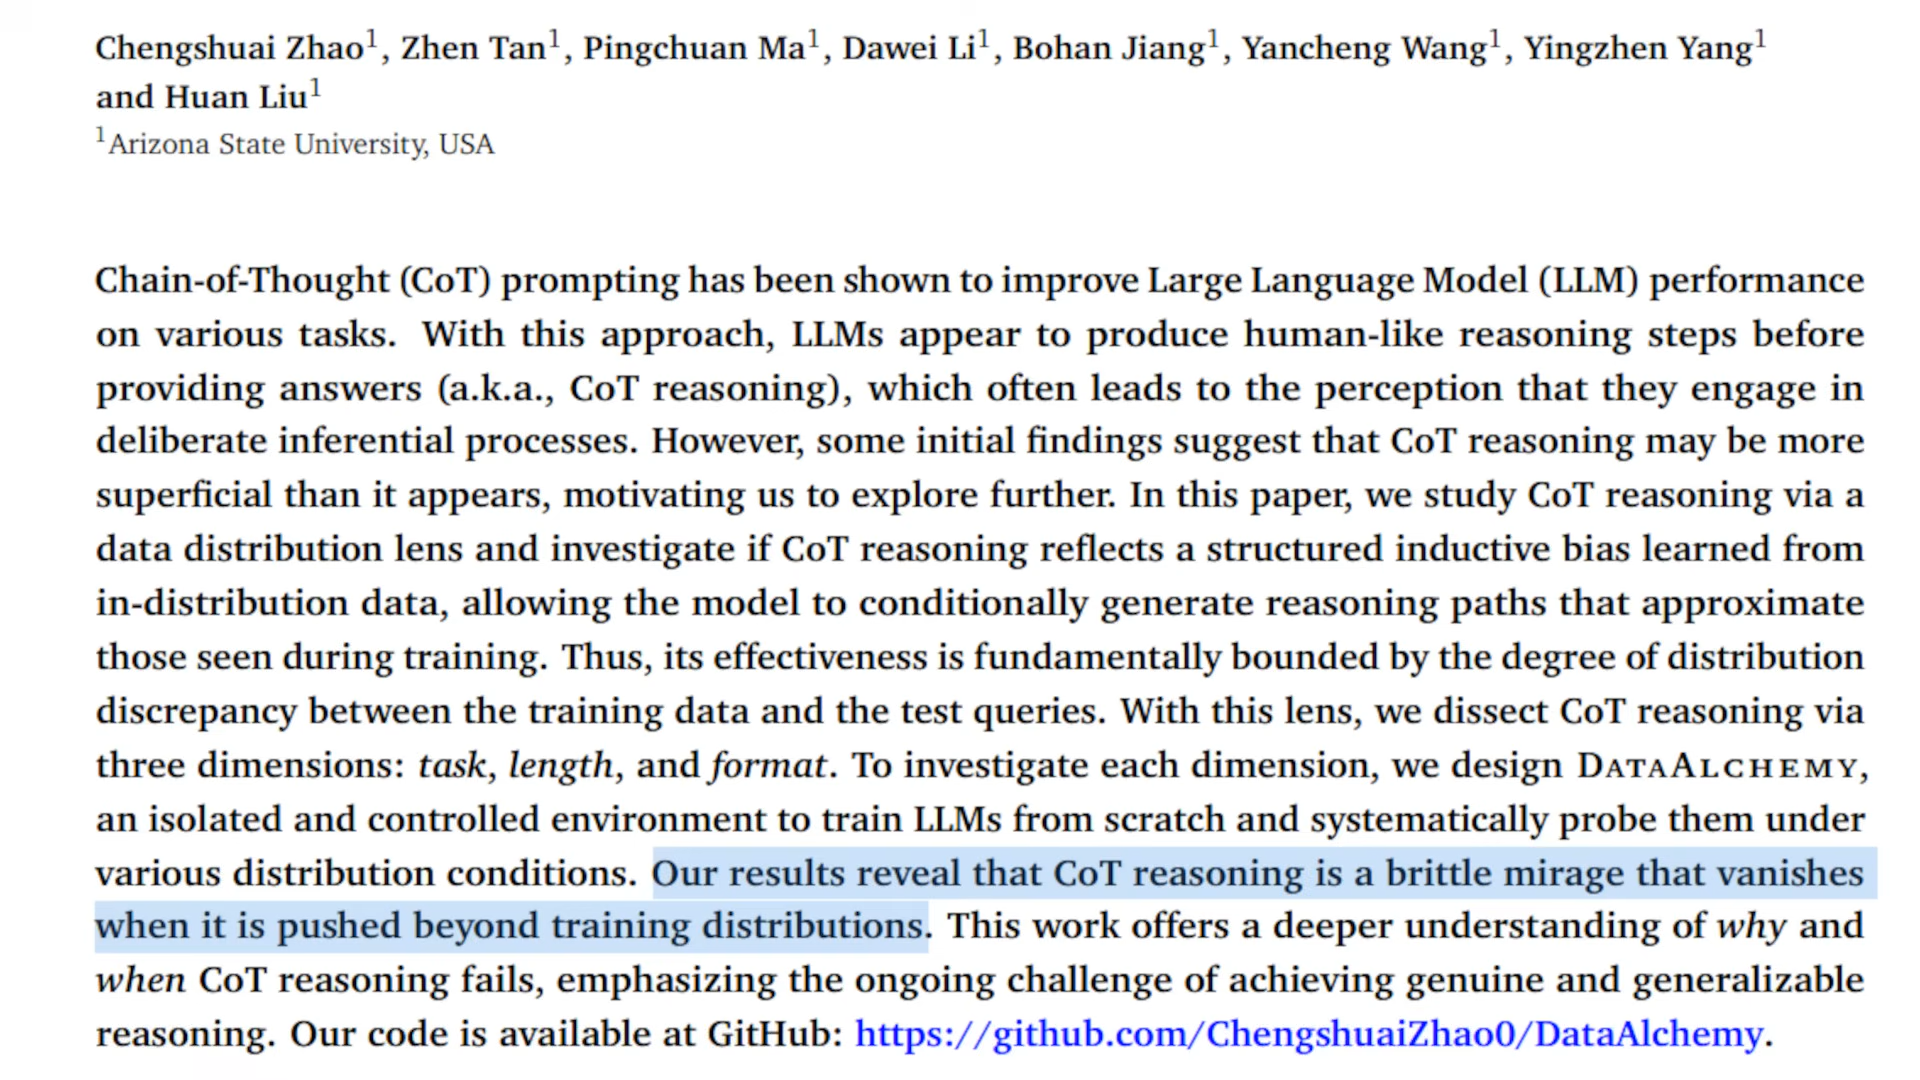 Chengshuai Zhao1, Zhen Tan1, Pingchuan Ma1, Dawei Li1, Bohan Jiang1, Yancheng Wang1, Yingzhen Yang1
and Huan Liu1
1Arizona State University, USA
Chain-of-Thought (CoT) prompting has been shown to improve Large Language Model (LLM) performance
on various tasks. With this approach, LLMs appear to produce human-like reasoning steps before
providing answers (a.k.a., CoT reasoning), which often leads to the perception that they engage in
deliberate inferential processes. However, some initial findings suggest that CoT reasoning may be more
superficial than it appears, motivating us to explore further. In this paper, we study CoT reasoning via a
data distribution lens and investigate if CoT reasoning reflects a structured inductive bias learned from
in-distribution data, allowing the model to conditionally generate reasoning paths that approximate
those seen during training. Thus, its effectiveness is fundamentally bounded by the degree of distribution
discrepancy between the training data and the test queries. With this lens, we dissect CoT reasoning via
three dimensions: task, length, and format. To investigate each dimension, we design DATAALCHEMY,
an isolated and controlled environment to train LLMs from scratch and systematically probe them under
various distribution conditions. Our results reveal that CoT reasoning is a brittle mirage that vanishes
when it is pushed beyond training distributions. This work offers a deeper understanding of why and
when CoT reasoning fails, emphasizing the ongoing challenge of achieving genuine and generalizable
reasoning. Our code is available at GitHub: https://github.com/ChengshuaiZhao0/DataAlchemy.